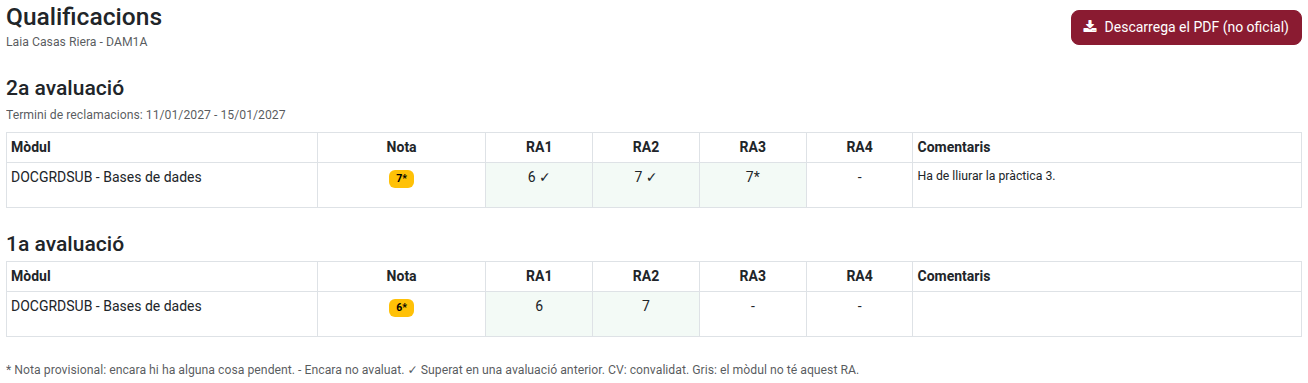 Qualificacions
Laia Casas Riera - DAM1A
Descarrega el PDF (no oficial)
2a avaluació
Termini de reclamacions: 11/01/2027 - 15/01/2027
Mòdul Nota RA1 RA2 RA3 RA4 Comentaris
DOCGRDSUB - Bases de dades 7* 6 ✓ 7 ✓ 7* - Ha de lliurar la pràctica 3.
1a avaluació
Mòdul Nota RA1 RA2 RA3 RA4 Comentaris
DOCGRDSUB - Bases de dades 6* 6 7 - -
* Nota provisional: encara hi ha alguna cosa pendent. - Encara no avaluat. ✓ Superat en una avaluació anterior. CV: convalidat. Gris: el mòdul no té aquest RA.